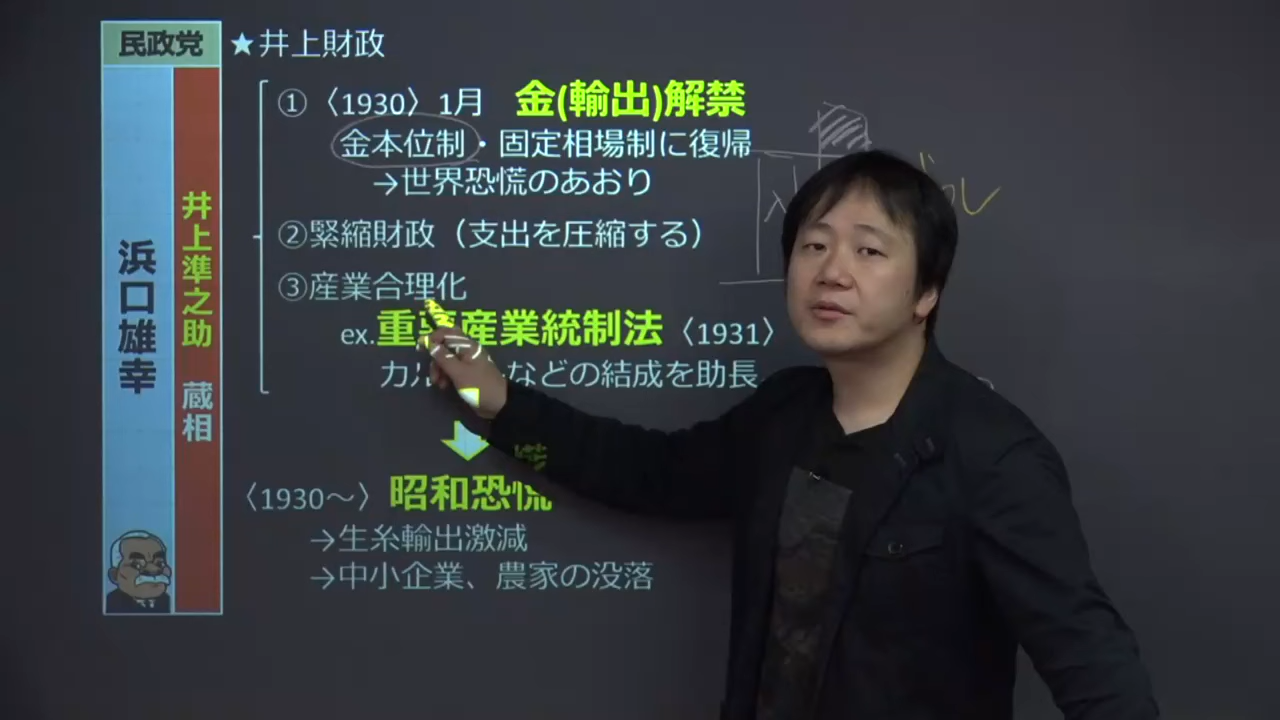 民政党
★井上財政
浜口雄幸
井上準之助 蔵相
①〈1930〉1月 金(輸出)解禁
金本位制・固定相場制に復帰
→世界恐慌のあおり
②緊縮財政（支出を圧縮する）
③産業合理化
ex.重要産業統制法〈1931〉
などの結成を助長
〈1930～〉昭和恐慌
→生糸輸出激減
→中小企業、農家の没落